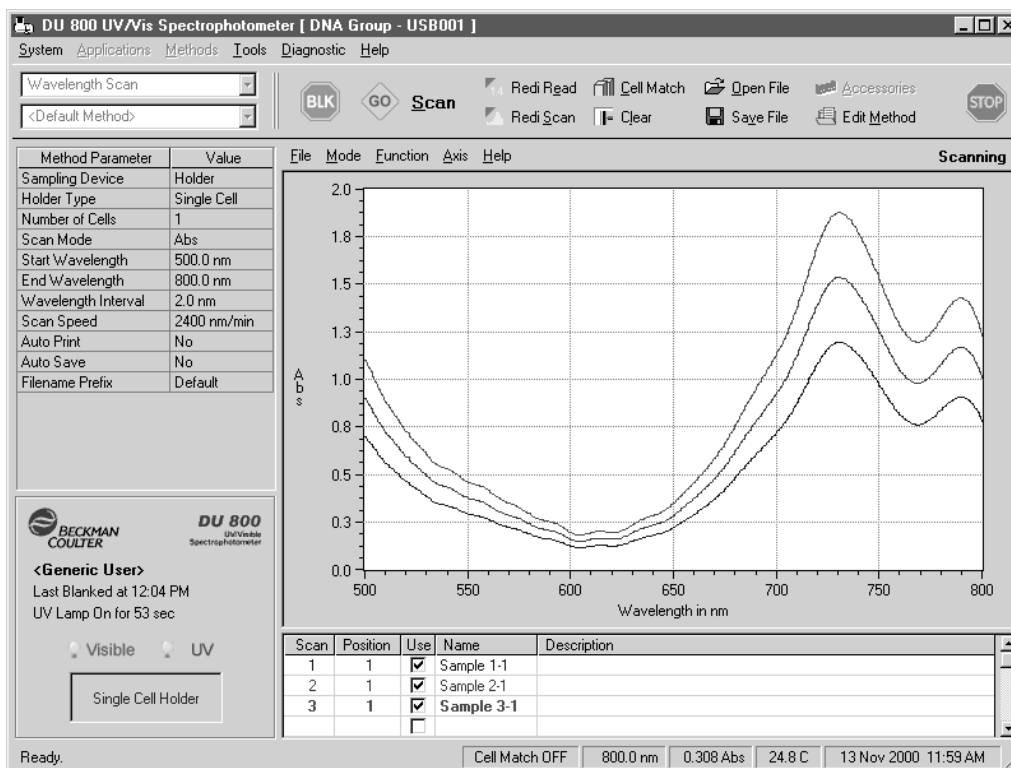 DU 800 UV/Vis Spectrophotometer [ DNA Group - USB001 ]
System Applications Methods Tools Diagnostic Help
Wavelength Scan
<Default Method>
BLK GO Scan
Redi Read Cell Match Open File Accessories
Redi Scan Clear Save File Edit Method
STOP
Method Parameter Value
Sampling Device Holder
Holder Type Single Cell
Number of Cells 1
Scan Mode Abs
Start Wavelength 500.0 nm
End Wavelength 800.0 nm
Wavelength Interval 2.0 nm
Scan Speed 2400 nm/min
Auto Print No
Auto Save No
Filename Prefix Default
BECKMAN
COULTER
DU 800
UV/Visible
Spectrophotometer
<Generic User>
Last Blanked at 12:04 PM
UV Lamp On for 53 sec
Visible UV
Single Cell Holder
File Mode Function Axis Help Scanning
2.0
1.8
1.5
1.3
1.0
0.8
0.5
0.3
0.0
Abs
500 550 600 650 700 750 800
Wavelength in nm
Scan Position Use Name Description
1 1 Sample 1-1
2 1 Sample 2-1
3 1 Sample 3-1
Ready. Cell Match OFF 800.0 nm 0.308 Abs 24.8 C 13 Nov 2000 11:59 AM